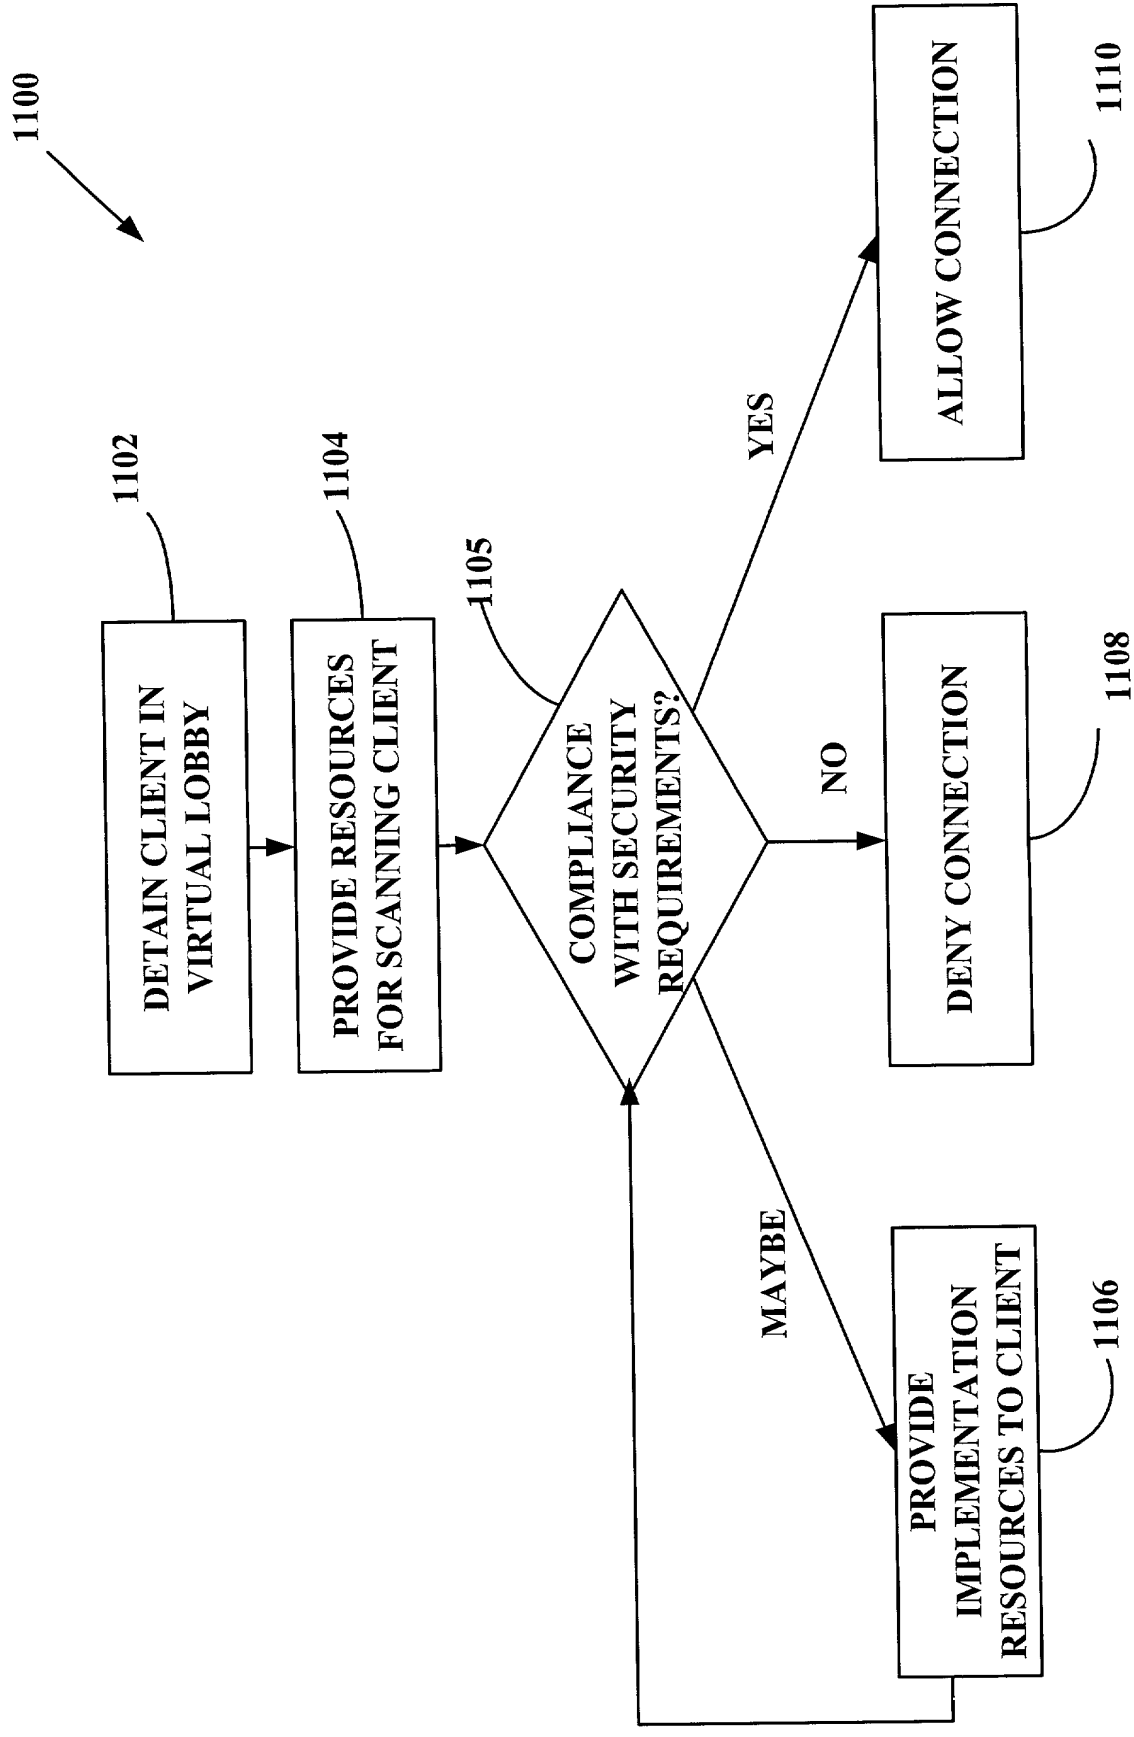 1100
DETAIN CLIENT IN
VIRTUAL LOBBY
1102
PROVIDE RESOURCES
FOR SCANNING CLIENT
1104
1105
COMPLIANCE
WITH SECURITY
REQUIREMENTS?
MAYBE
NO
YES
PROVIDE
IMPLEMENTATION
RESOURCES TO CLIENT
1106
DENY CONNECTION
1108
ALLOW CONNECTION
1110